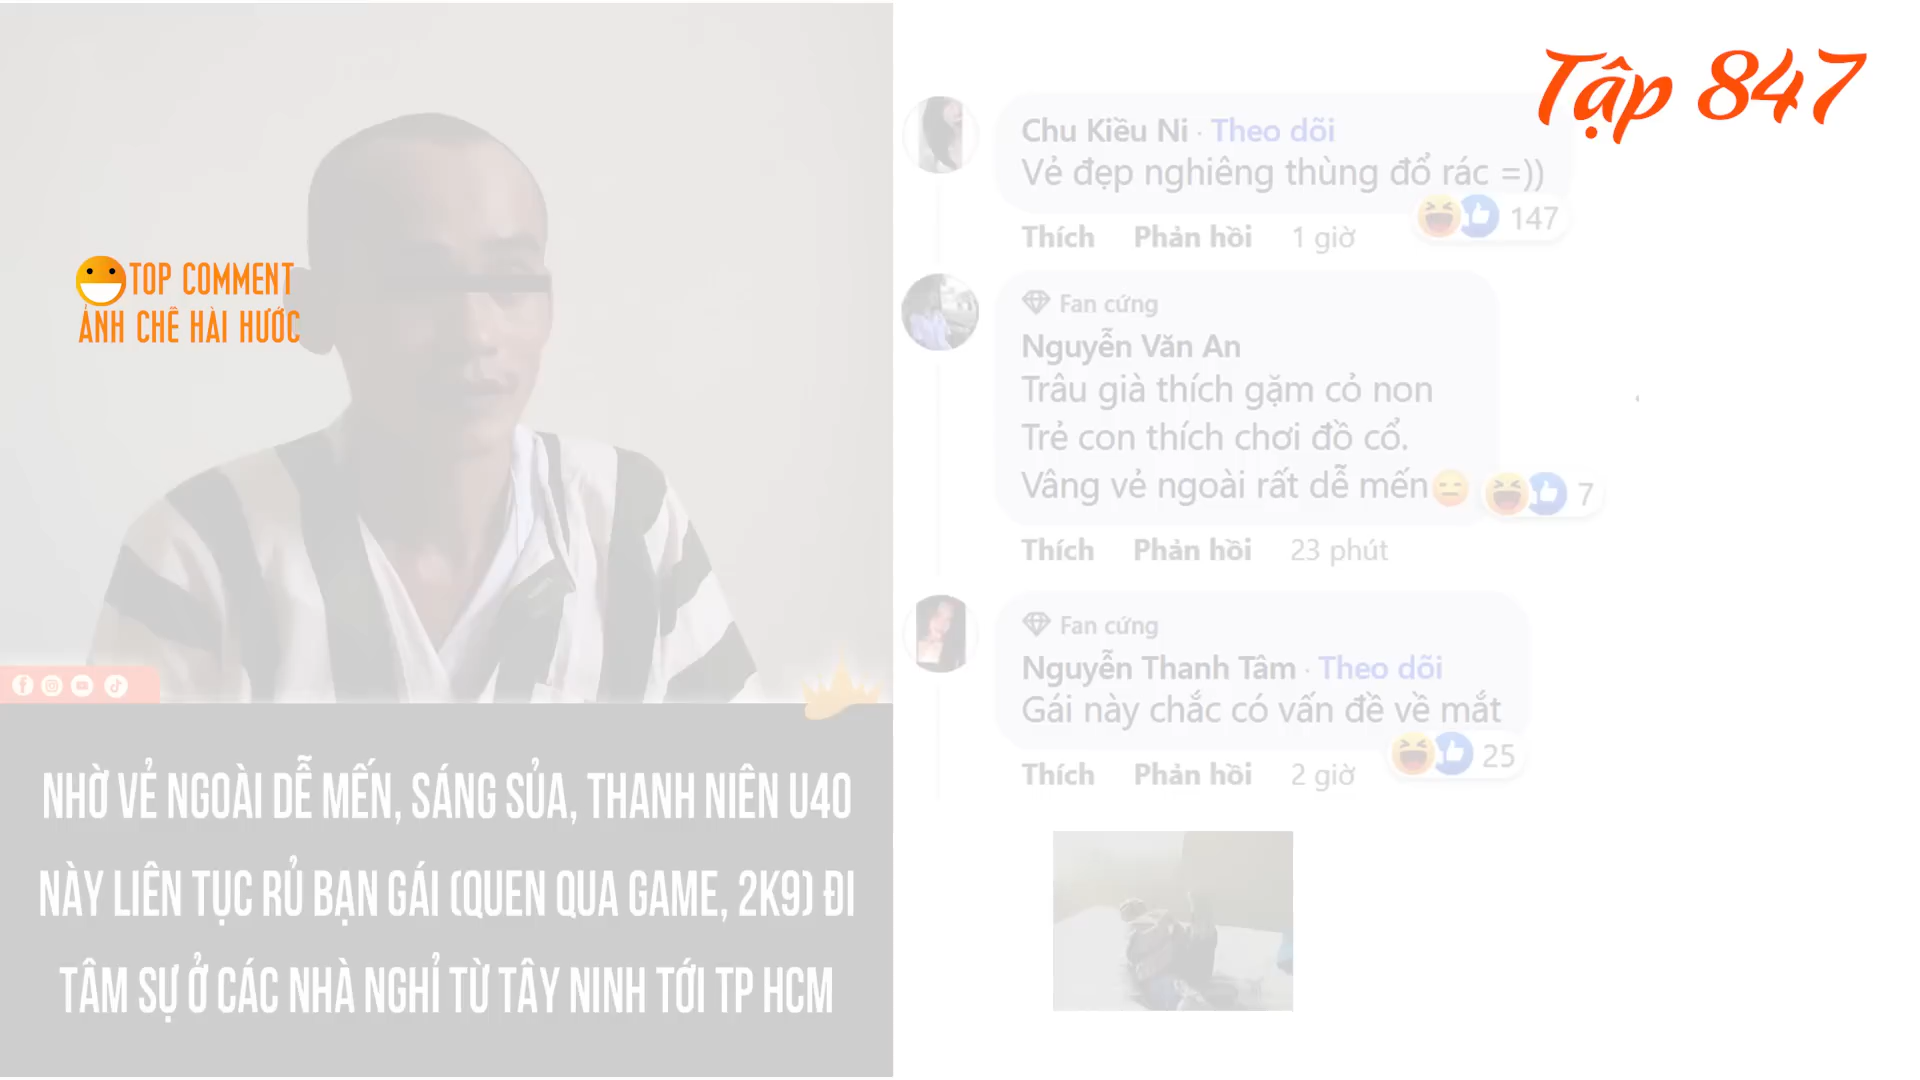 Tập 847
TOP COMMENT
ẢNH CHẾ HÀI HƯỚC
NHỜ VẺ NGOÀI DỄ MẾN, SÁNG SỦA, THANH NIÊN U40
NÀY LIÊN TỤC RỦ BẠN GÁI (QUEN QUA GAME, 2K9) ĐI
TÂM SỰ Ở CÁC NHÀ NGHỈ TỪ TÂY NINH TỚI TP HCM
Chu Kiều Ni · Theo dõi
Vẻ đẹp nghiêng thùng đổ rác =))
147
Thích Phản hồi 1 giờ
Fan cứng
Nguyễn Văn An
Trâu già thích gặm cỏ non
Trẻ con thích chơi đồ cổ.
Vâng vẻ ngoài rất dễ mến😑
7
Thích Phản hồi 23 phút
Fan cứng
Nguyễn Thanh Tâm · Theo dõi
Gái này chắc có vấn đề về mắt
25
Thích Phản hồi 2 giờ